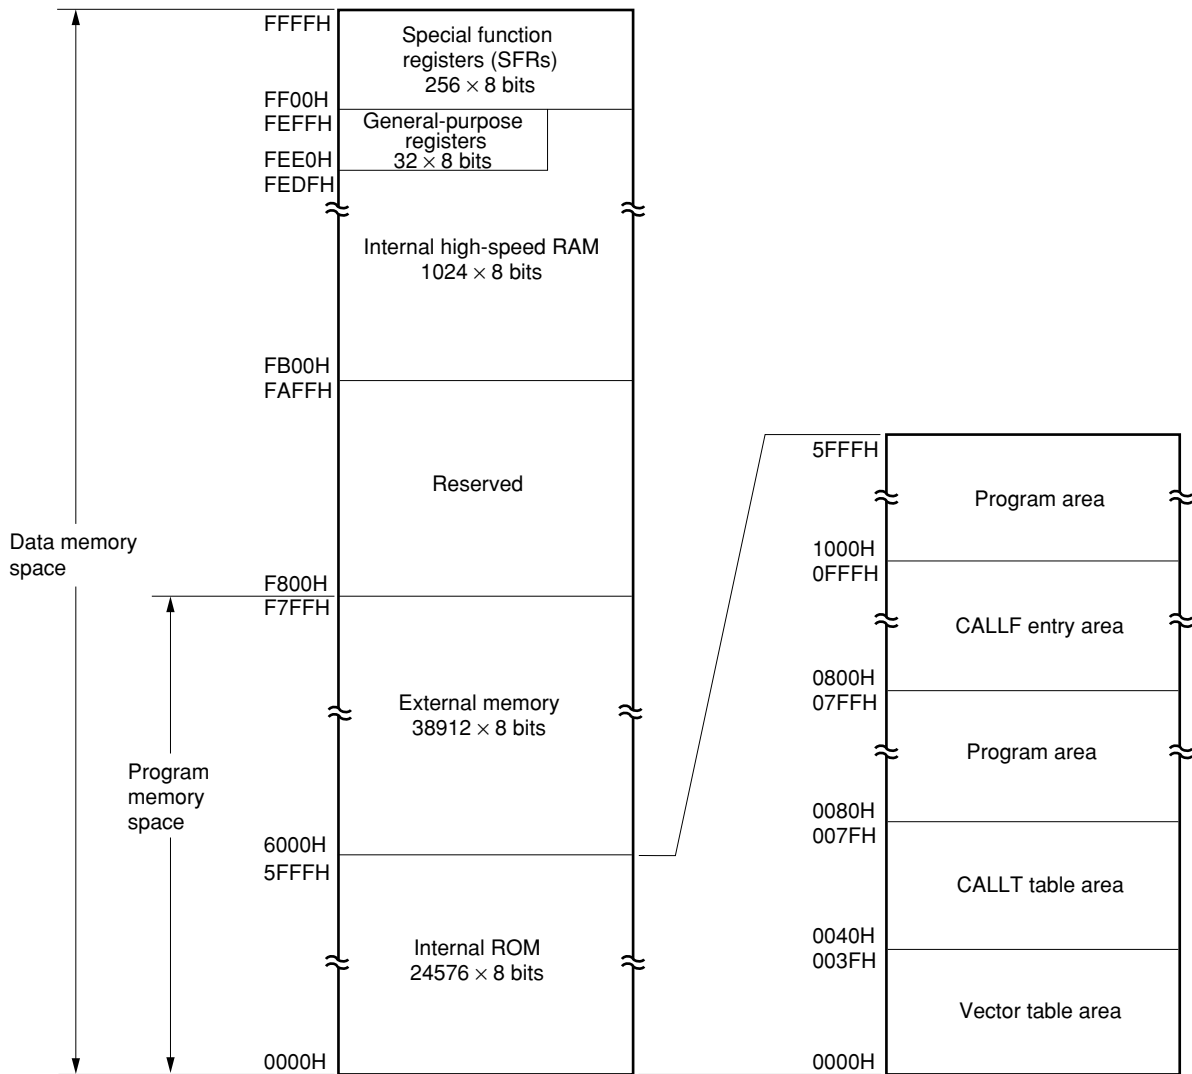 FFFFH
Special function
registers (SFRs)
256 × 8 bits
FF00H
FEFFH
General-purpose
registers
32 × 8 bits
FEE0H
FEDFH
Internal high-speed RAM
1024 × 8 bits
FB00H
FAFFH
Reserved
Data memory
space
F800H
F7FFH
External memory
38912 × 8 bits
Program
memory
space
6000H
5FFFH
Internal ROM
24576 × 8 bits
0000H
5FFFH
Program area
1000H
0FFFH
CALLF entry area
0800H
07FFH
Program area
0080H
007FH
CALLT table area
0040H
003FH
Vector table area
0000H